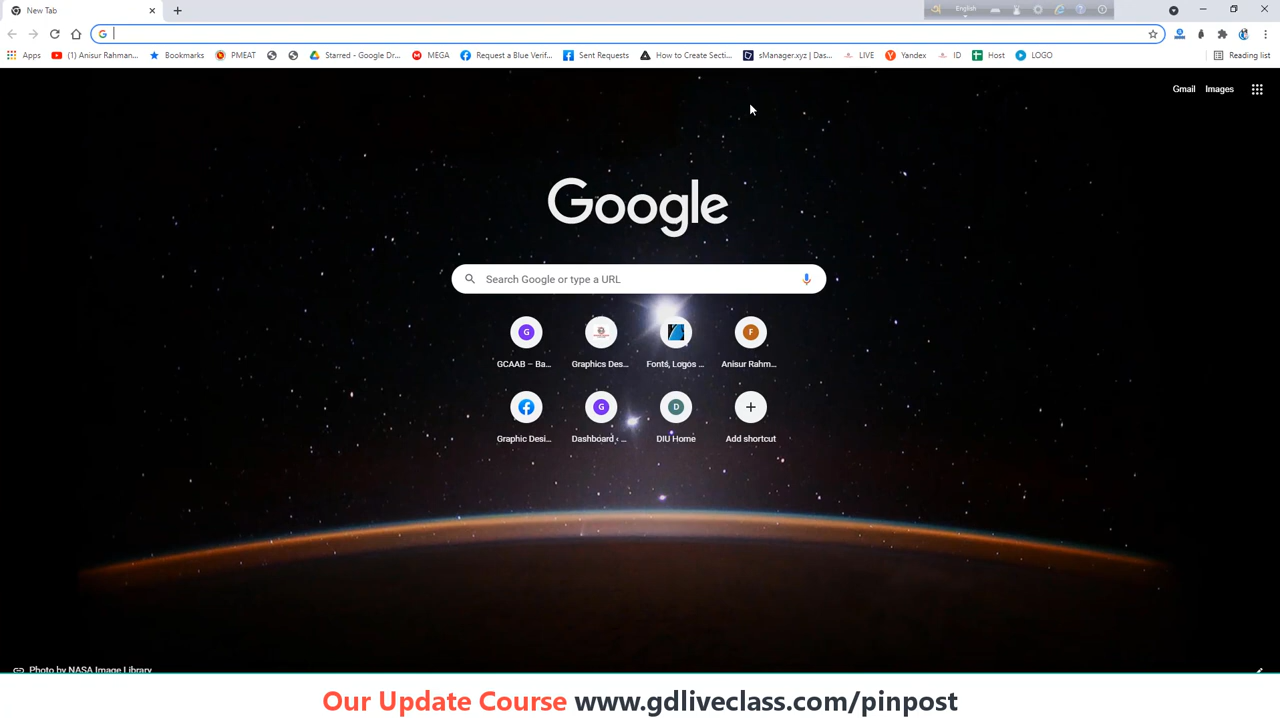 New Tab
English
Apps
(1) Anisur Rahman...
Bookmarks
PMEAT
Starred - Google Dr...
MEGA
Request a Blue Verif...
Sent Requests
How to Create Secti...
sManager.xyz | Das...
LIVE
Yandex
ID
Host
LOGO
Reading list
Gmail
Images
Google
Search Google or type a URL
GCAAB – Ba...
Graphics Des...
Fonts, Logos ...
Anisur Rahm...
Graphic Desi...
Dashboard ‹ ...
DIU Home
Add shortcut
Photo by NASA Image Library
Our Update Course www.gdliveclass.com/pinpost